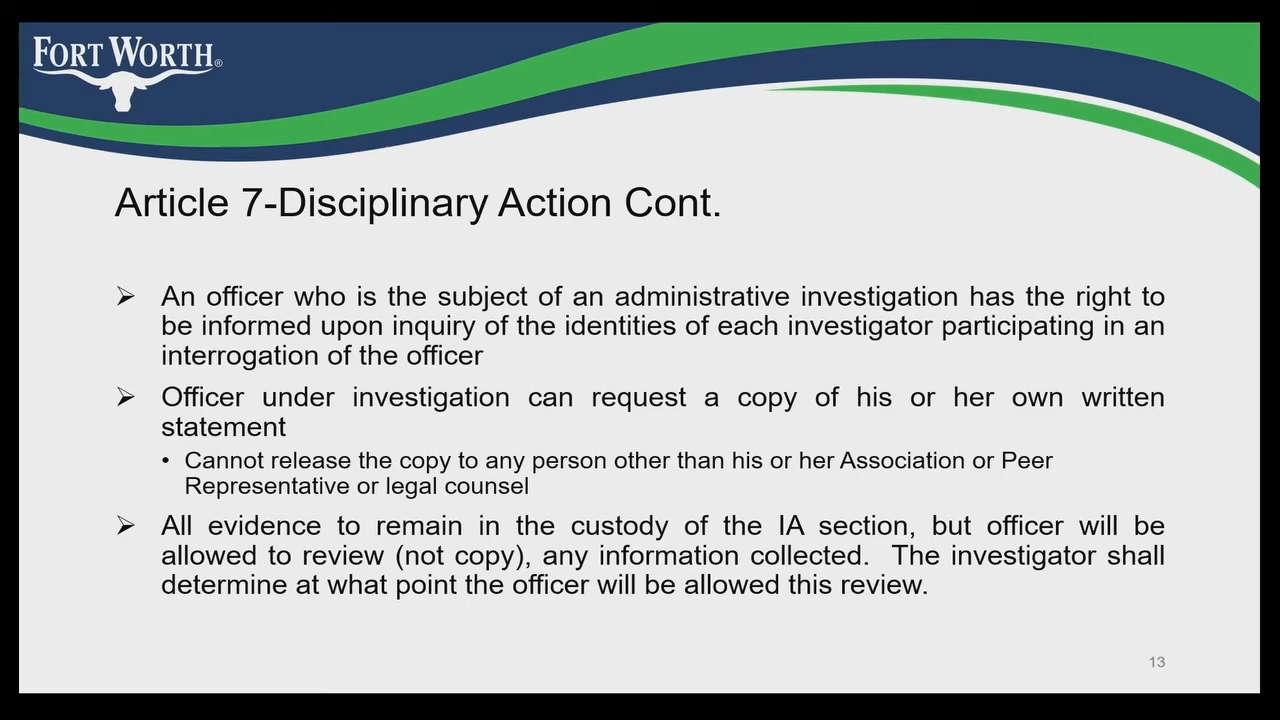 FORT WORTH®
Article 7-Disciplinary Action Cont.
➢ An officer who is the subject of an administrative investigation has the right to
be informed upon inquiry of the identities of each investigator participating in an
interrogation of the officer
➢ Officer under investigation can request a copy of his or her own written
statement
• Cannot release the copy to any person other than his or her Association or Peer
Representative or legal counsel
➢ All evidence to remain in the custody of the IA section, but officer will be
allowed to review (not copy), any information collected.  The investigator shall
determine at what point the officer will be allowed this review.
13